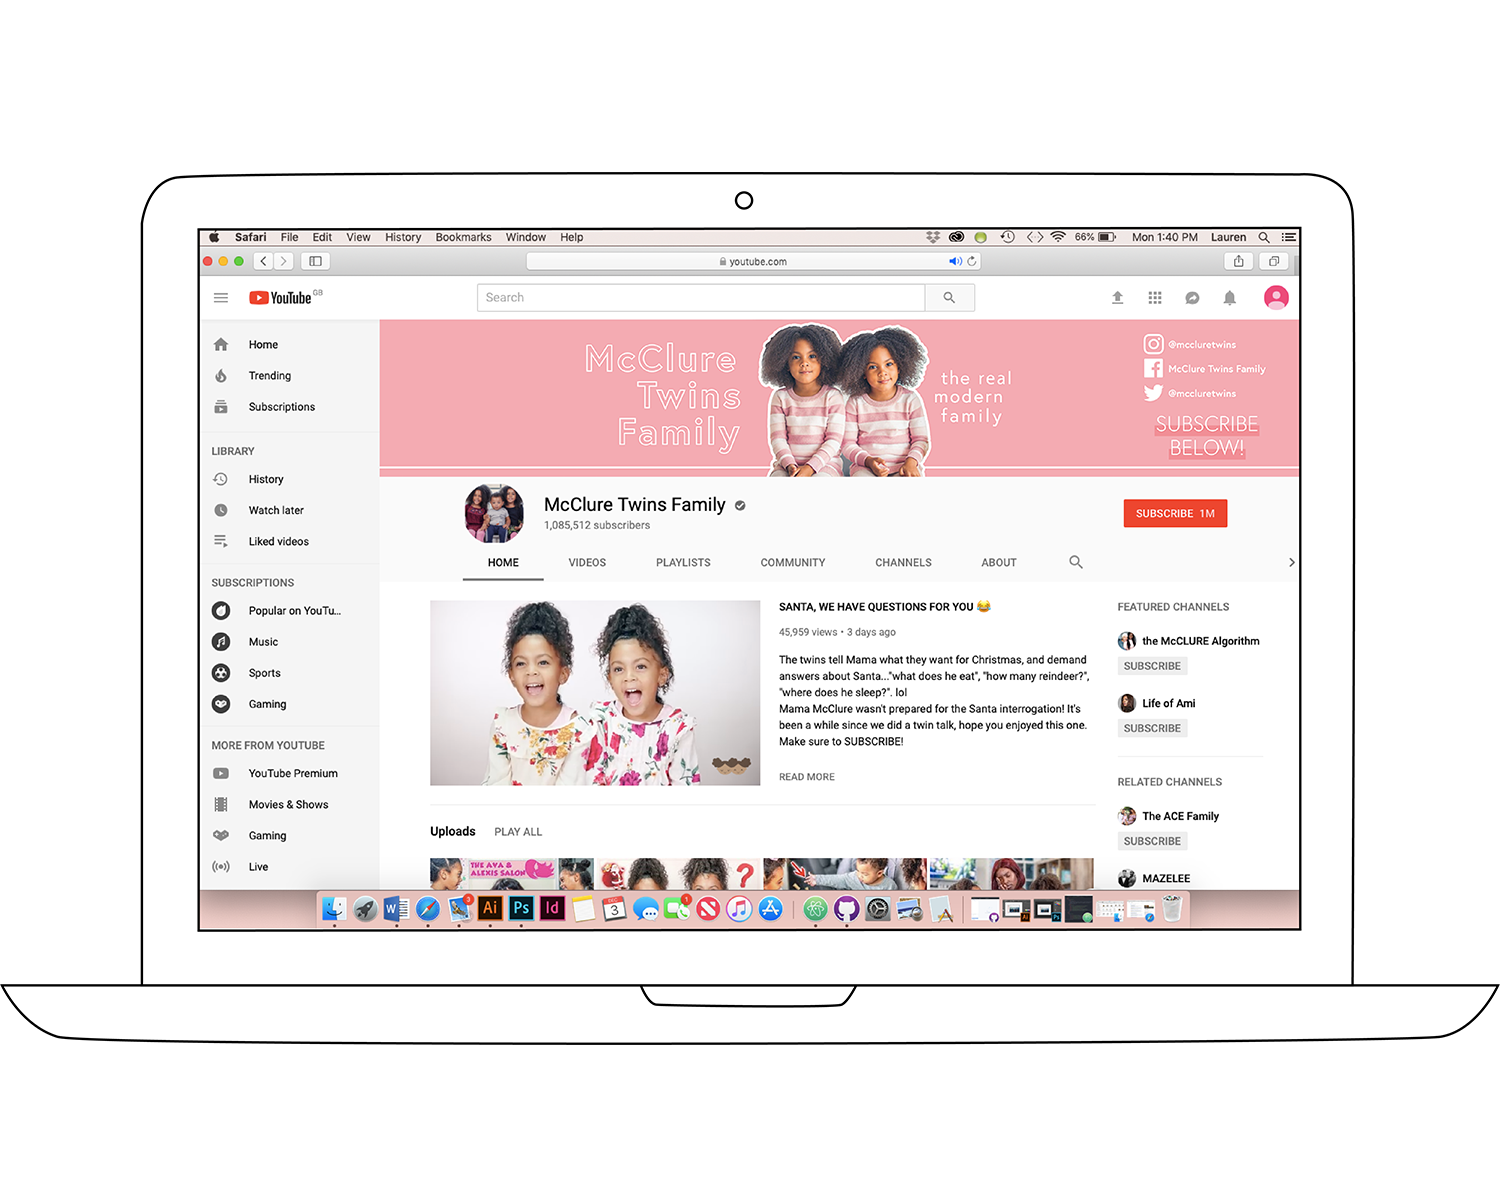 Safari File Edit View History Bookmarks Window Help 66% Mon 1:40 PM Lauren
youtube.com
YouTube GB
Search
Home
Trending
Subscriptions
LIBRARY
History
Watch later
Liked videos
SUBSCRIPTIONS
Popular on YouTu...
Music
Sports
Gaming
MORE FROM YOUTUBE
YouTube Premium
Movies & Shows
Gaming
Live
McClure
Twins
Family
the real
modern
family
@mccluretwins
McClure Twins Family
@mccluretwins
SUBSCRIBE
BELOW!
McClure Twins Family
1,085,512 subscribers
SUBSCRIBE 1M
HOME VIDEOS PLAYLISTS COMMUNITY CHANNELS ABOUT
SANTA, WE HAVE QUESTIONS FOR YOU 😂
45,959 views • 3 days ago
The twins tell Mama what they want for Christmas, and demand
answers about Santa..."what does he eat", "how many reindeer?",
"where does he sleep?". lol
Mama McClure wasn't prepared for the Santa interrogation! It's
been a while since we did a twin talk, hope you enjoyed this one.
Make sure to SUBSCRIBE!
READ MORE
FEATURED CHANNELS
the McCLURE Algorithm
SUBSCRIBE
Life of Ami
SUBSCRIBE
RELATED CHANNELS
The ACE Family
SUBSCRIBE
MAZELEE
Uploads PLAY ALL
THE AVA &
ALEXIS SALON
?
W 3 Ai Ps Id 3 1